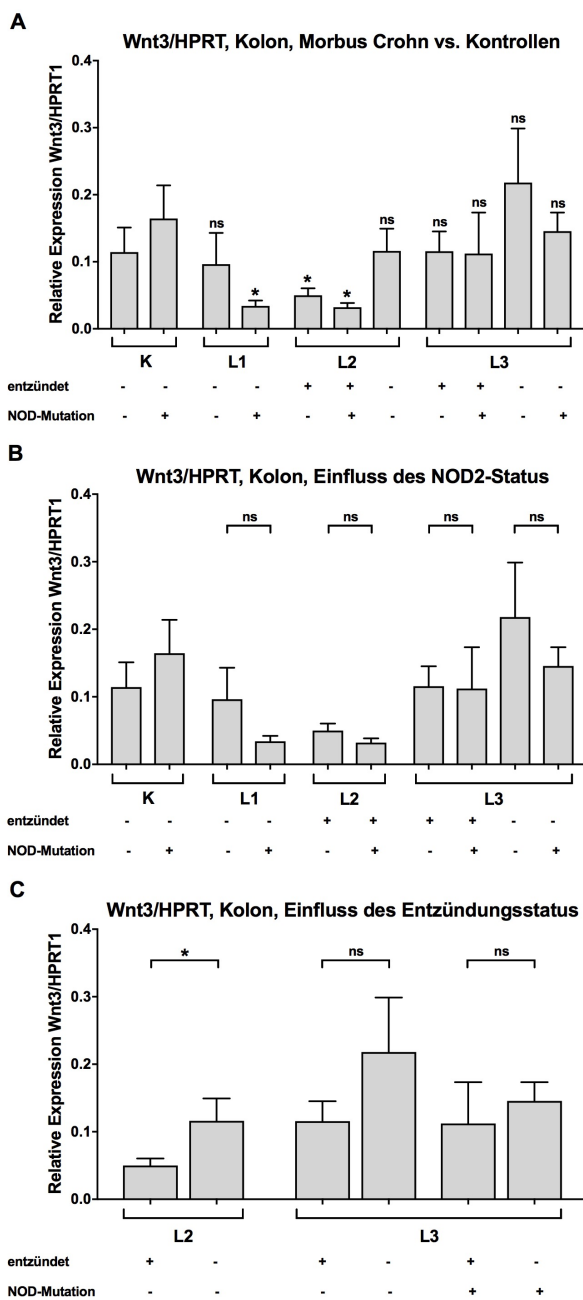 A
Wnt3/HPRT, Kolon, Morbus Crohn vs. Kontrollen
Relative Expression Wnt3/HPRT1
0.4
0.3
0.2
0.1
0.0
ns * * * ns ns ns ns ns
K L1 L2 L3
entzündet - - - - + + - + + - -
NOD-Mutation - + - + - + - - + - +
B
Wnt3/HPRT, Kolon, Einfluss des NOD2-Status
Relative Expression Wnt3/HPRT1
0.4
0.3
0.2
0.1
0.0
ns ns ns ns
K L1 L2 L3
entzündet - - - - + + + + - -
NOD-Mutation - + - + - + - + - +
C
Wnt3/HPRT, Kolon, Einfluss des Entzündungsstatus
Relative Expression Wnt3/HPRT1
0.4
0.3
0.2
0.1
0.0
* ns ns
L2 L3
entzündet + - + - + -
NOD-Mutation - - - - + +